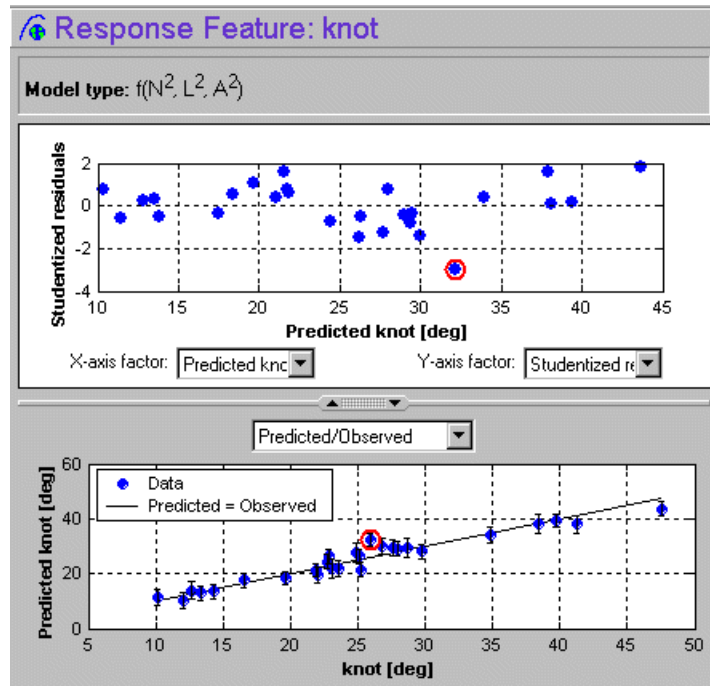 Response Feature: knot
Model type: f(N², L², A²)
Studentized residuals
2
0
-2
-4
10 15 20 25 30 35 40 45
Predicted knot [deg]
X-axis factor: Predicted knc
Y-axis factor: Studentized re
Predicted/Observed
Predicted knot [deg]
60
40
20
0
Data
Predicted = Observed
5 10 15 20 25 30 35 40 45 50
knot [deg]